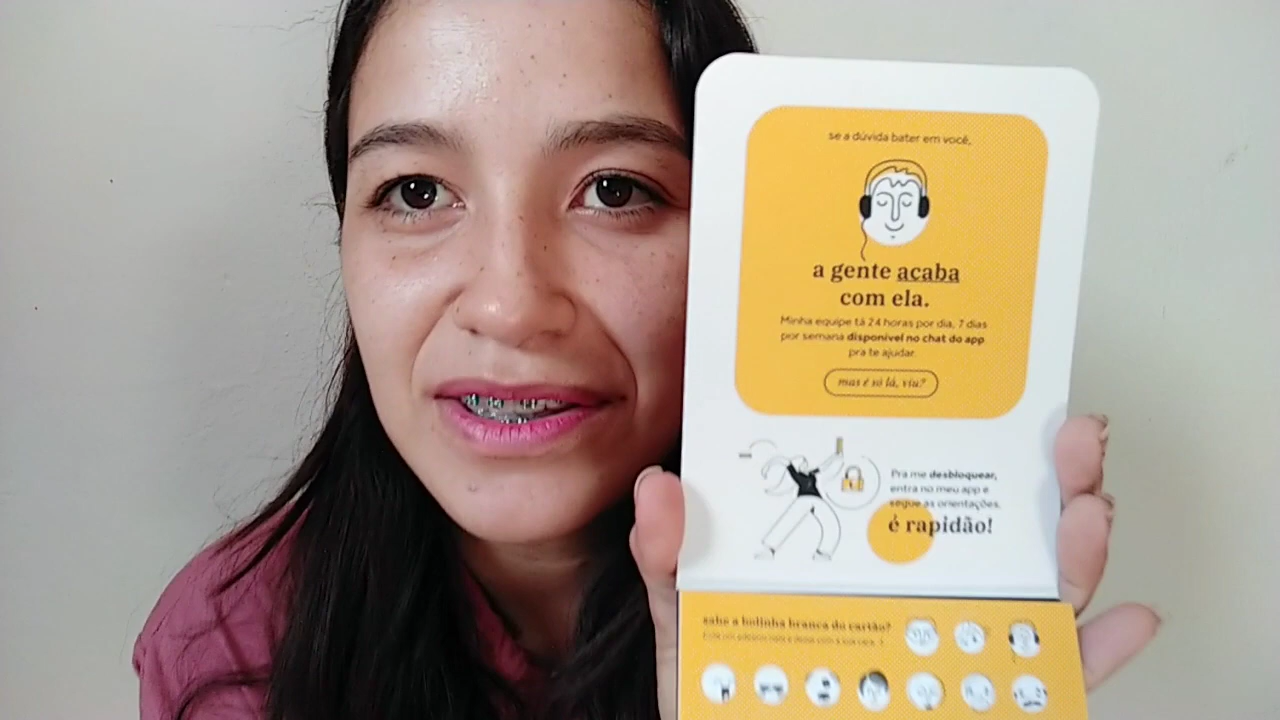 se a dúvida bater em você,
a gente acaba
com ela.
Minha equipe tá 24 horas por dia, 7 dias
por semana disponível no chat do app
pra te ajudar.
mas é só lá, viu?
Pra me desbloquear,
entra no meu app e
segue as orientações.
é rapidão!
sabe a bolinha branca do cartão?